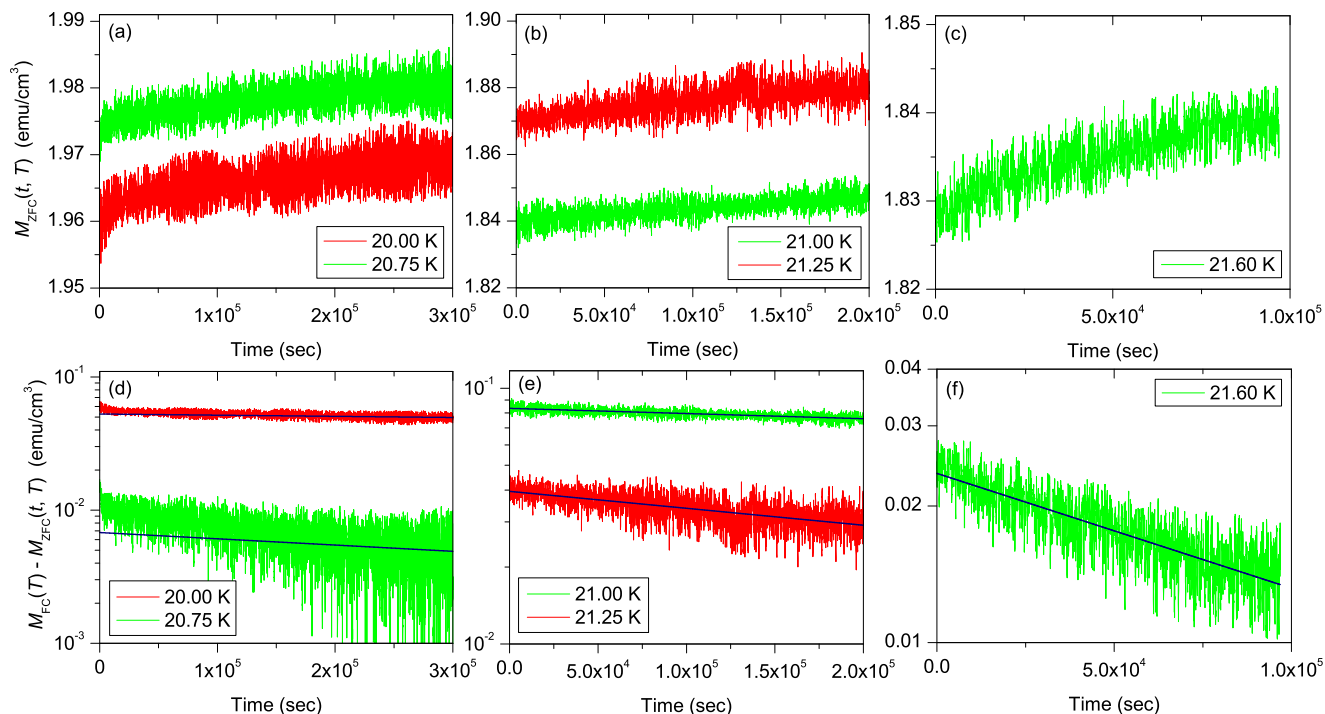 (a)
1.99
1.98
1.97
1.96
1.95
M_ZFC(t, T) (emu/cm³)
20.00 K
20.75 K
0
1x10⁵
2x10⁵
3x10⁵
Time (sec)
(b)
1.90
1.88
1.86
1.84
1.82
21.00 K
21.25 K
0.0
5.0x10⁴
1.0x10⁵
1.5x10⁵
2.0x10⁵
Time (sec)
(c)
1.85
1.84
1.83
1.82
21.60 K
0.0
5.0x10⁴
1.0x10⁵
Time (sec)
(d)
10⁻¹
10⁻²
10⁻³
M_FC(T) - M_ZFC(t, T) (emu/cm³)
20.00 K
20.75 K
0
1x10⁵
2x10⁵
3x10⁵
Time (sec)
(e)
10⁻¹
10⁻²
21.00 K
21.25 K
0.0
5.0x10⁴
1.0x10⁵
1.5x10⁵
2.0x10⁵
Time (sec)
(f)
0.04
0.03
0.02
0.01
21.60 K
0.0
5.0x10⁴
1.0x10⁵
Time (sec)